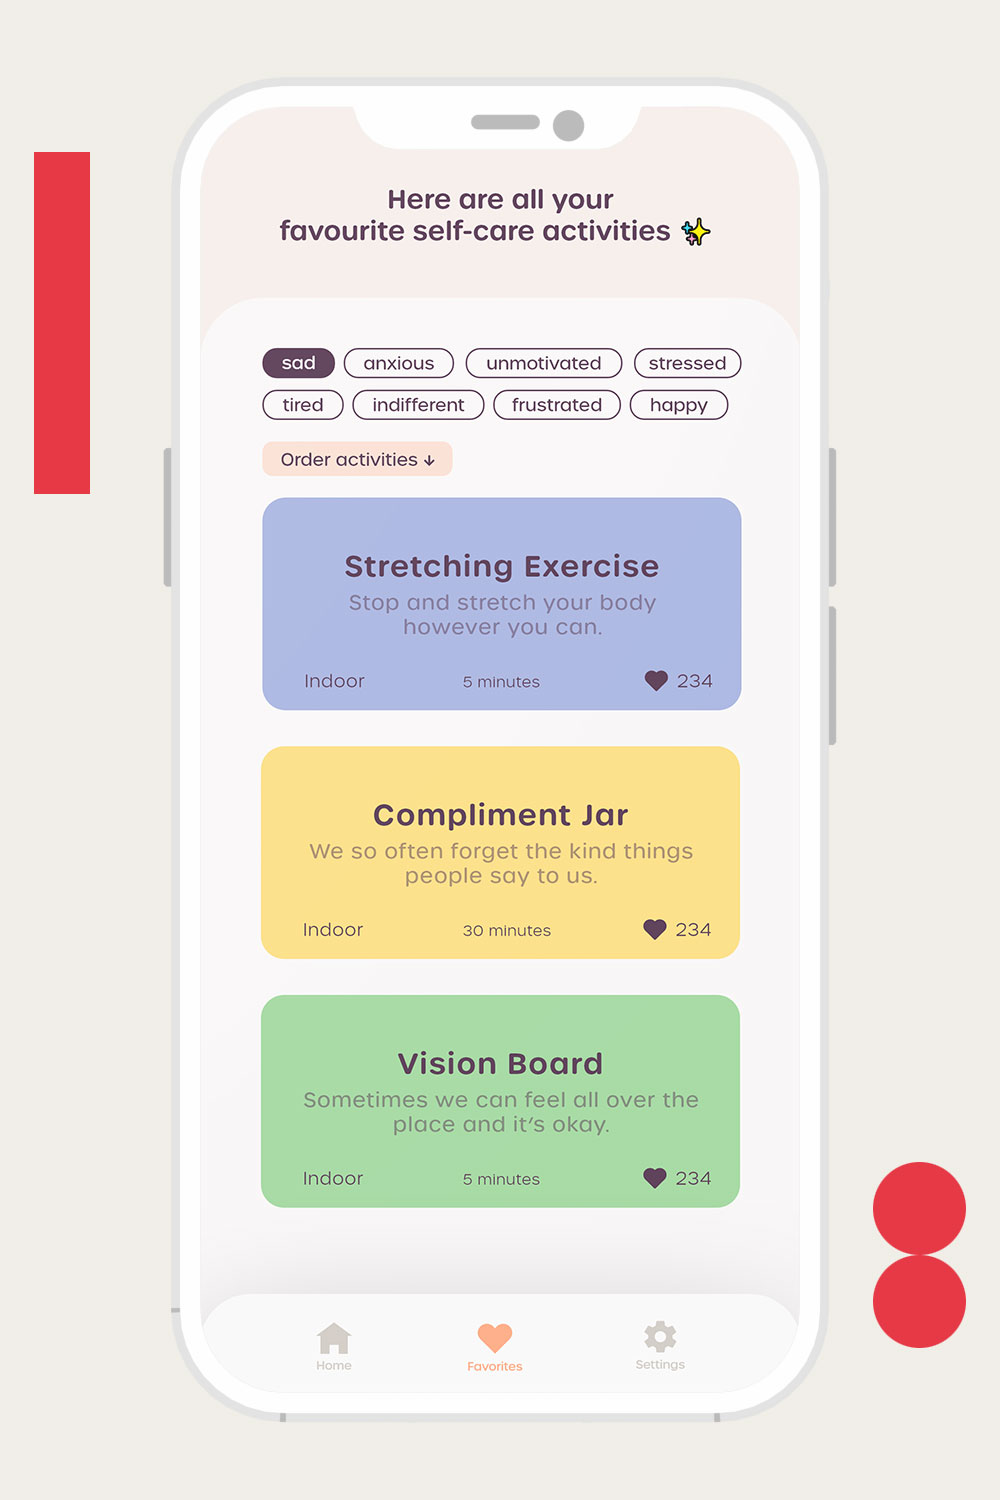 Here are all your
favourite self-care activities ✨
sad anxious unmotivated stressed
tired indifferent frustrated happy
Order activities ↓
Stretching Exercise
Stop and stretch your body
however you can.
Indoor 5 minutes 234
Compliment Jar
We so often forget the kind things
people say to us.
Indoor 30 minutes 234
Vision Board
Sometimes we can feel all over the
place and it's okay.
Indoor 5 minutes 234
Home Favorites Settings